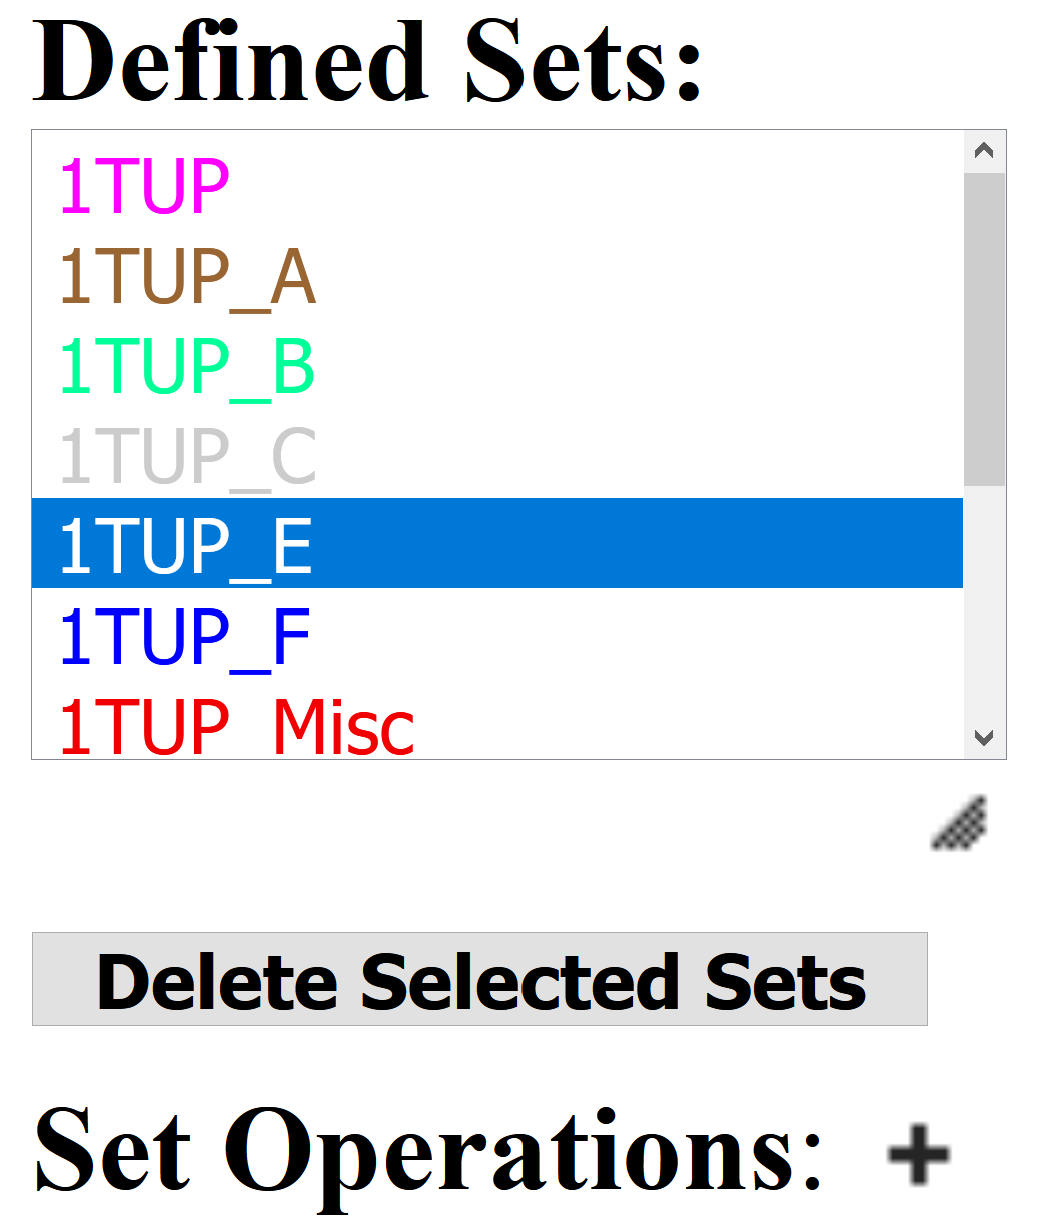 Defined Sets:
1TUP
1TUP_A
1TUP_B
1TUP_C
1TUP_E
1TUP_F
1TUP_Misc
Delete Selected Sets
Set Operations: +